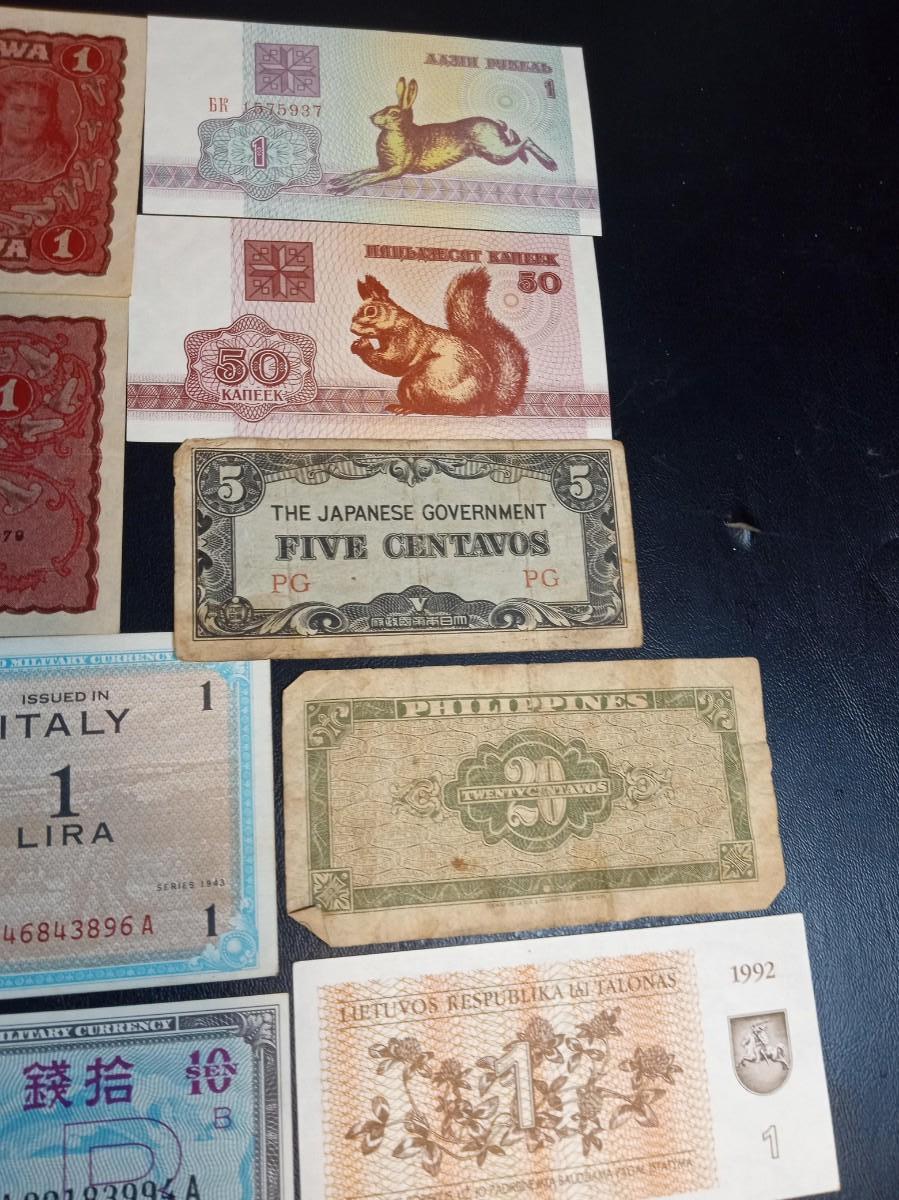 WA
1
WA
1
1
79
АДЗІН РУБЕЛЬ
1
БК 1575937
1
ПЯЦЬДЗЕСЯТ КАПЕЕК
50
50
КАПЕЕК
5
5
THE JAPANESE GOVERNMENT
FIVE CENTAVOS
PG
PG
V
MILITARY CURRENCY
ISSUED IN
ITALY
1
1
LIRA
SERIES 1943
46843896 A
1
PHILIPPINES
20
TWENTY CENTAVOS
MILITARY CURRENCY
錢拾
10
SEN
B
B
A
LIETUVOS RESPUBLIKA
TALONAS
1992
1
1